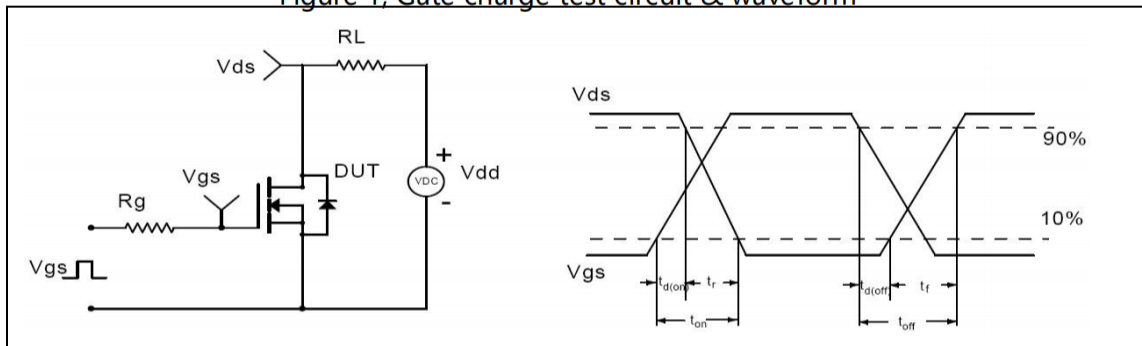 Figure 1, Gate charge test circuit & waveform
RL
Vds
Vgs
DUT
+
VDC
Vdd
-
Rg
Vgs
Vds
90%
10%
Vgs
td(on)
tr
td(off)
tf
ton
toff